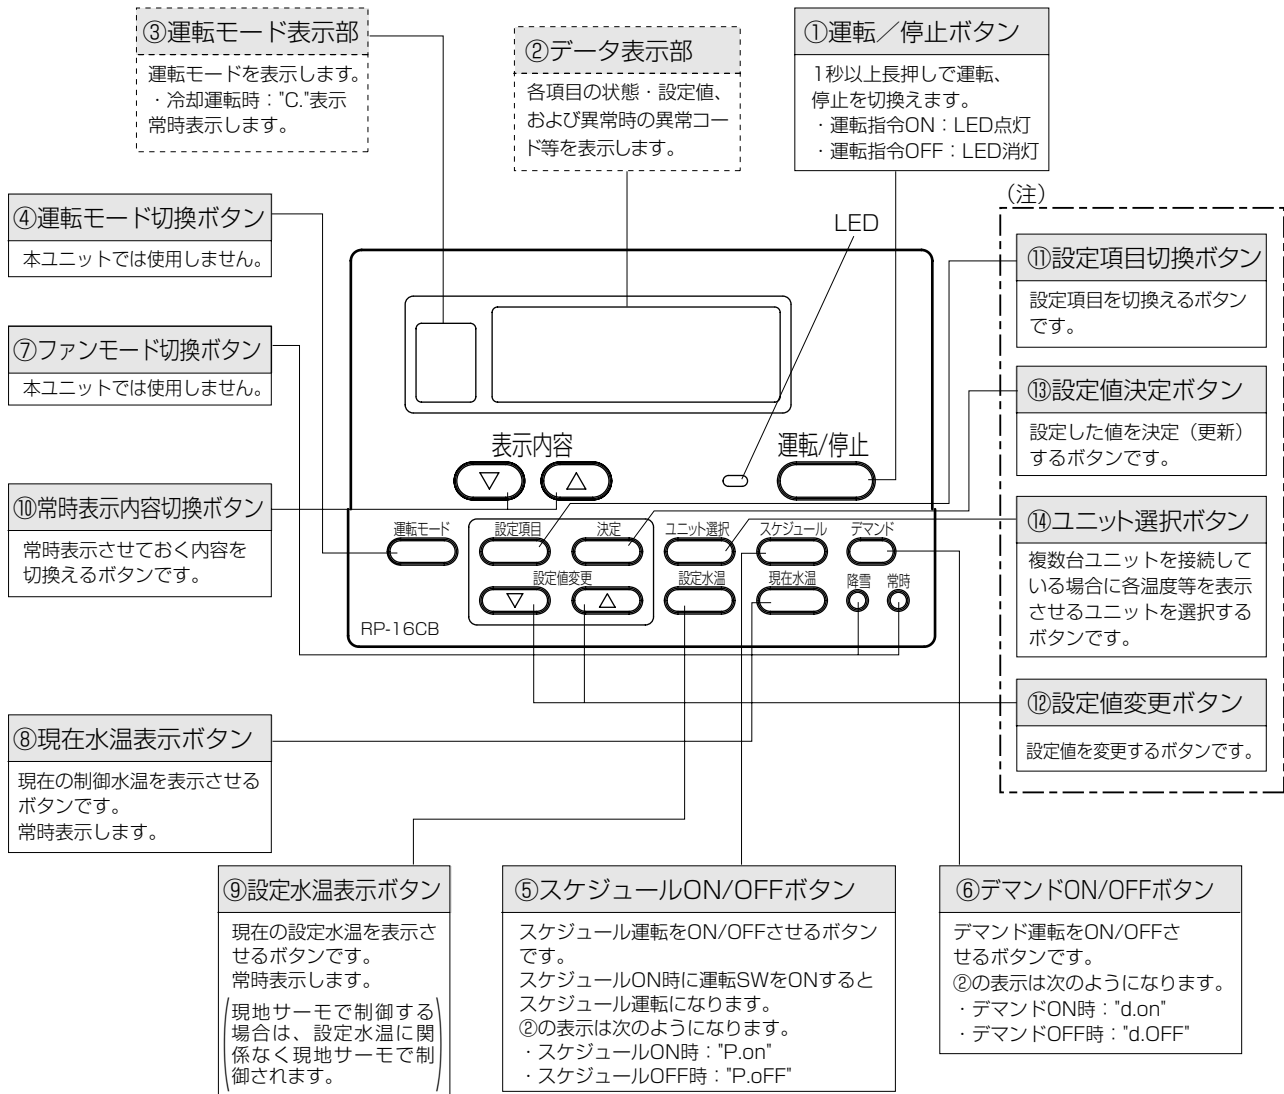 ③運転モード表示部
運転モードを表示します。
・冷却運転時："C."表示
常時表示します。
②データ表示部
各項目の状態・設定値、
および異常時の異常コー
ド等を表示します。
①運転／停止ボタン
1秒以上長押しで運転、
停止を切換えます。
・運転指令ON：LED点灯
・運転指令OFF：LED消灯
④運転モード切換ボタン
本ユニットでは使用しません。
⑦ファンモード切換ボタン
本ユニットでは使用しません。
⑩常時表示内容切換ボタン
常時表示させておく内容を
切換えるボタンです。
LED
表示内容
▽ △
運転/停止
運転モード 設定項目 決定 ユニット選択 スケジュール デマンド
設定値変更 設定水温 現在水温 降雪 常時
▽ △
RP-16CB
（注）
⑪設定項目切換ボタン
設定項目を切換えるボタン
です。
⑬設定値決定ボタン
設定した値を決定（更新）
するボタンです。
⑭ユニット選択ボタン
複数台ユニットを接続して
いる場合に各温度等を表示
させるユニットを選択する
ボタンです。
⑫設定値変更ボタン
設定値を変更するボタンです。
⑧現在水温表示ボタン
現在の制御水温を表示させる
ボタンです。
常時表示します。
⑨設定水温表示ボタン
現在の設定水温を表示さ
せるボタンです。
常時表示します。
(現地サーモで制御する
場合は、設定水温に関
係なく現地サーモで制
御されます。)
⑤スケジュールON/OFFボタン
スケジュール運転をON/OFFさせるボタン
です。
スケジュールON時に運転SWをONすると
スケジュール運転になります。
②の表示は次のようになります。
・スケジュールON時："P.on"
・スケジュールOFF時："P.oFF"
⑥デマンドON/OFFボタン
デマンド運転をON/OFFさ
せるボタンです。
②の表示は次のようになります。
・デマンドON時："d.on"
・デマンドOFF時："d.OFF"